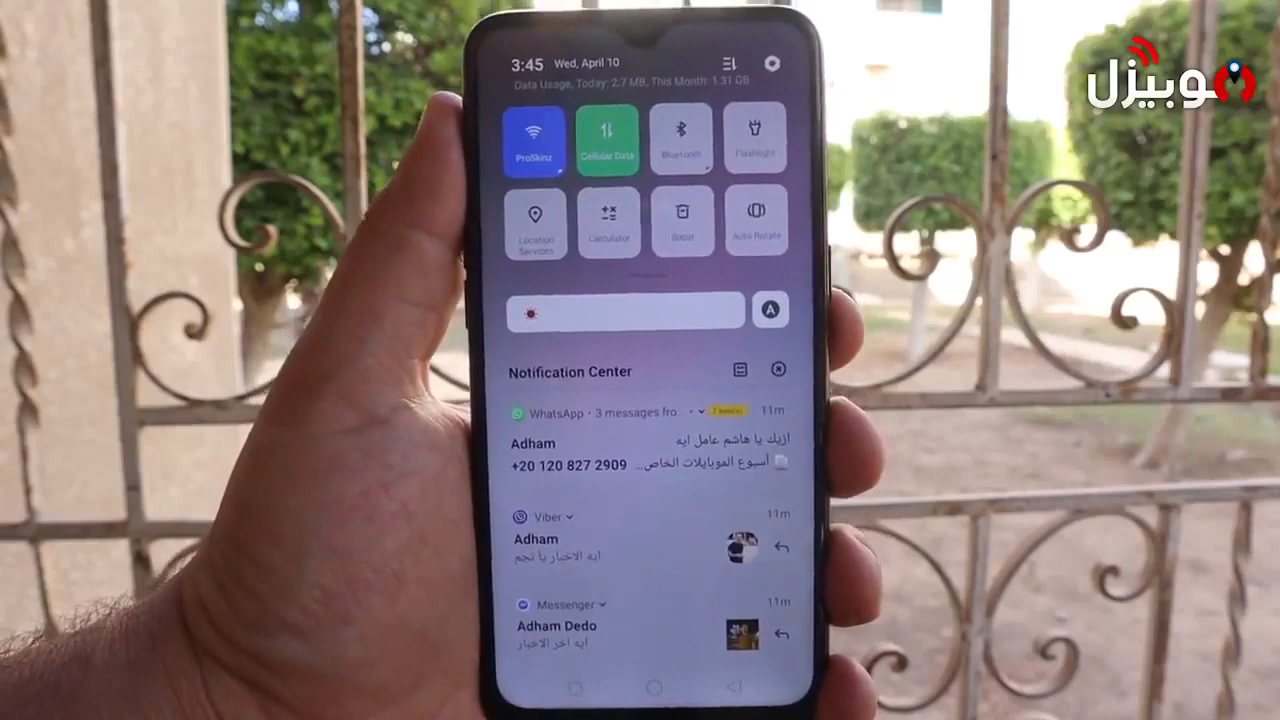 موبيزل
3:45 Wed, April 10
Data Usage, Today: 2.7 MB, This Month: 1.31 GB
ProSkinz Cellular Data Bluetooth Flashlight
Location Services Calculator Boost Auto Rotate
A
Notification Center
WhatsApp • 3 messages fro... 11m
Adham ازيك يا هاشم عامل ايه
+20 120 827 2909 أسبوع الموبايلات الخاص...
Viber 11m
Adham
ايه الاخبار يا نجم
Messenger 11m
Adham Dedo
ايه اخر الاخبار